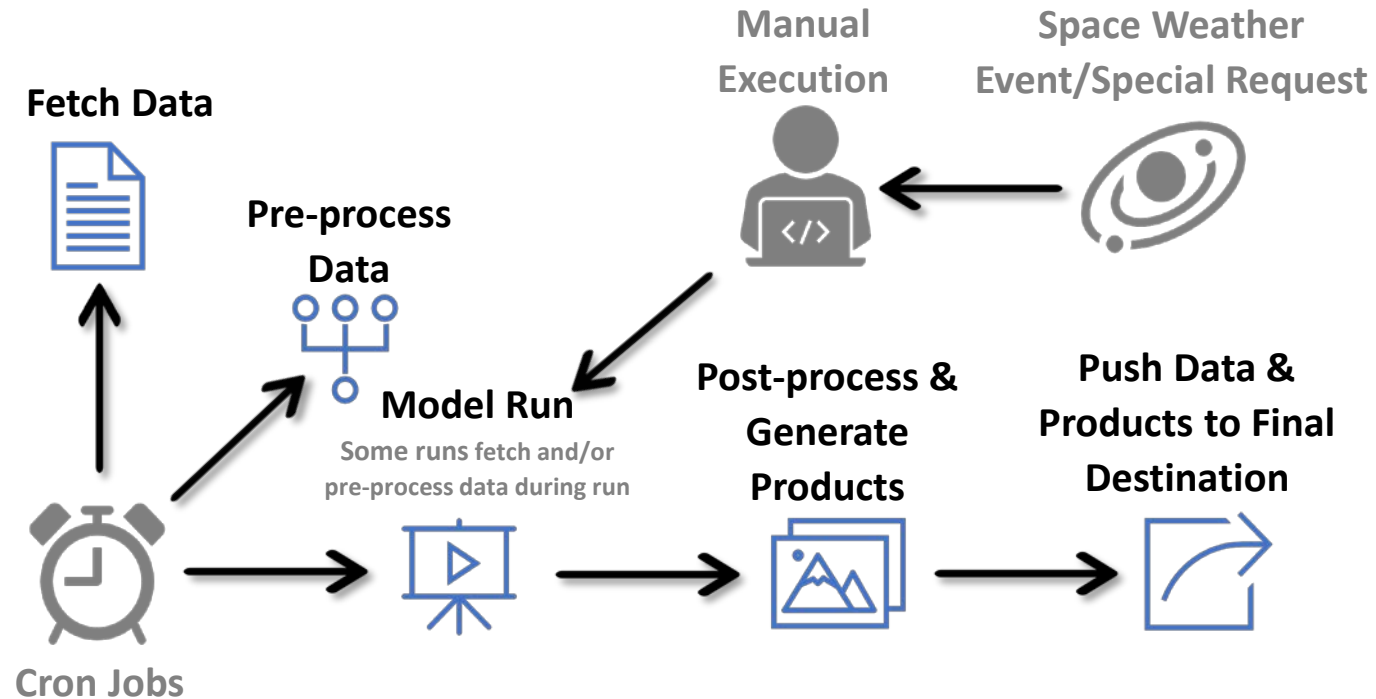 Manual
Execution
Space Weather
Event/Special Request
Fetch Data
Pre-process
Data
</>
Model Run
Some runs fetch and/or
pre-process data during run
Post-process &
Generate
Products
Push Data &
Products to Final
Destination
Cron Jobs